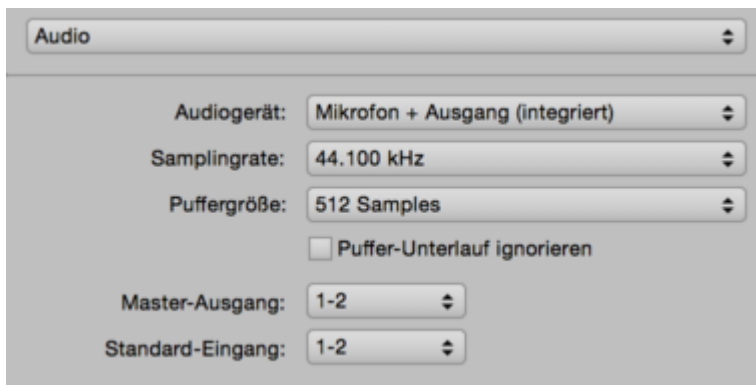 Audio
Audiogerät: Mikrofon + Ausgang (integriert)
Samplingrate: 44.100 kHz
Puffergröße: 512 Samples
Puffer-Unterlauf ignorieren
Master-Ausgang: 1-2
Standard-Eingang: 1-2